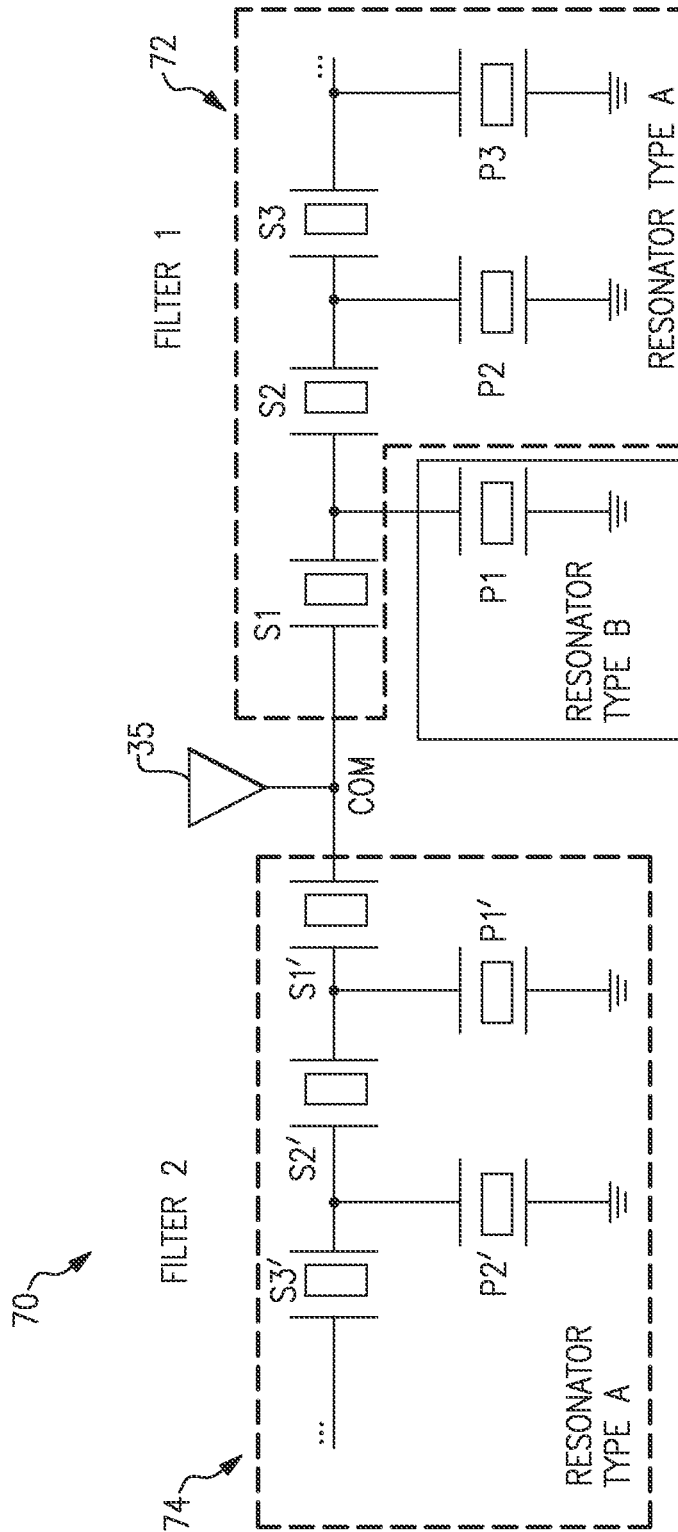 70
FILTER 2
FILTER 1
74
72
35
...
S3′
S2′
S1′
COM
S1
S2
S3
...
P2′
P1′
P1
P2
P3
RESONATOR
TYPE A
RESONATOR
TYPE B
RESONATOR TYPE A